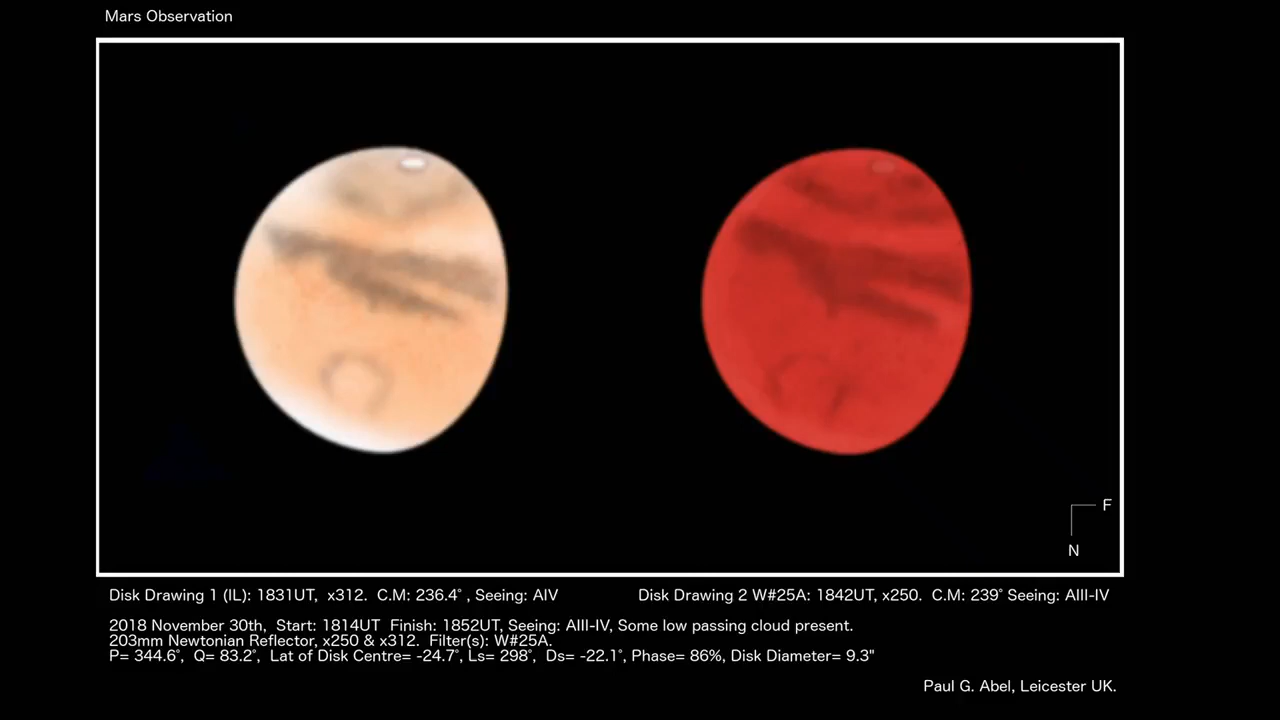 Mars Observation
F
N
Disk Drawing 1 (IL): 1831UT, x312. C.M: 236.4° , Seeing: AIV
Disk Drawing 2 W#25A: 1842UT, x250. C.M: 239° Seeing: AIII-IV
2018 November 30th, Start: 1814UT Finish: 1852UT, Seeing: AIII-IV, Some low passing cloud present.
203mm Newtonian Reflector, x250 & x312. Filter(s): W#25A.
P= 344.6°, Q= 83.2°, Lat of Disk Centre= -24.7°, Ls= 298°, Ds= -22.1°, Phase= 86%, Disk Diameter= 9.3"
Paul G. Abel, Leicester UK.